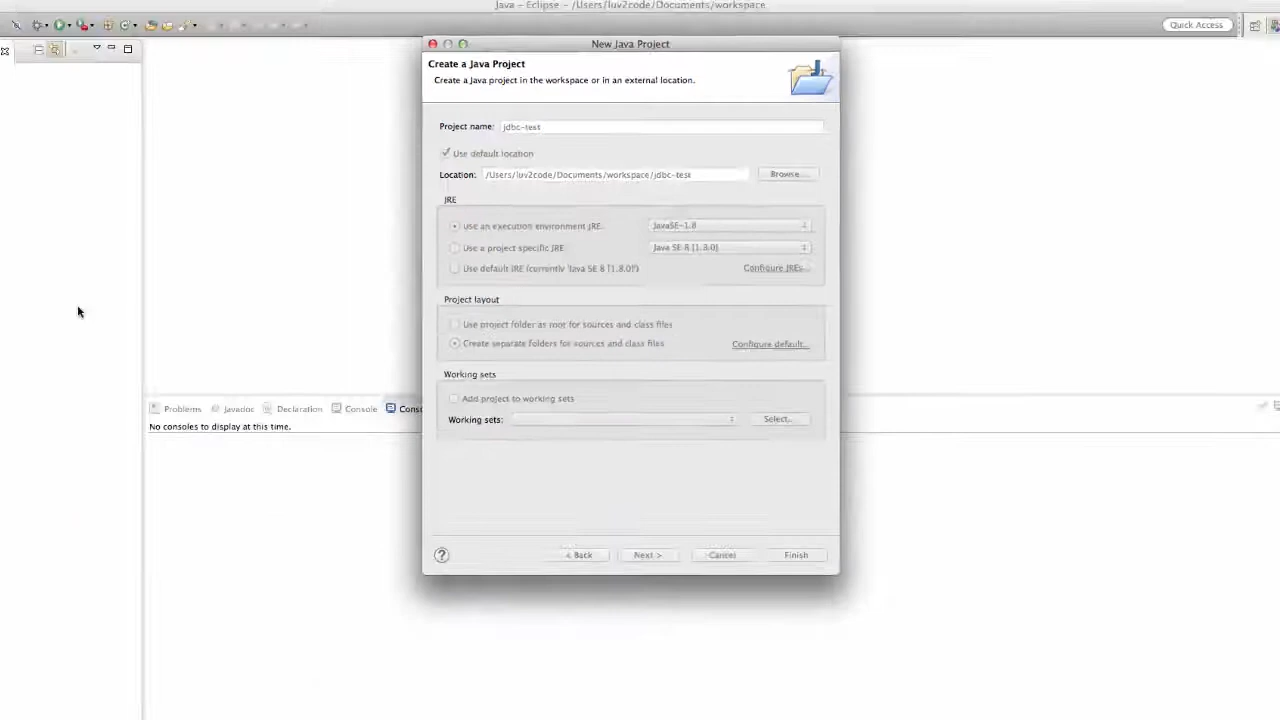 Java - Eclipse - /Users/luv2code/Documents/workspace
Quick Access
New Java Project
Create a Java Project
Create a Java project in the workspace or in an external location.
Project name: jdbc-test
Use default location
Location: /Users/luv2code/Documents/workspace/jdbc-test Browse...
JRE
Use an execution environment JRE: JavaSE-1.8
Use a project specific JRE: Java SE 8 [1.8.0]
Use default JRE (currently 'Java SE 8 [1.8.0]') Configure JREs...
Project layout
Use project folder as root for sources and class files
Create separate folders for sources and class files Configure default...
Working sets
Add project to working sets
Working sets: Select...
Problems Javadoc Declaration Console Conso
No consoles to display at this time.
? < Back Next > Cancel Finish